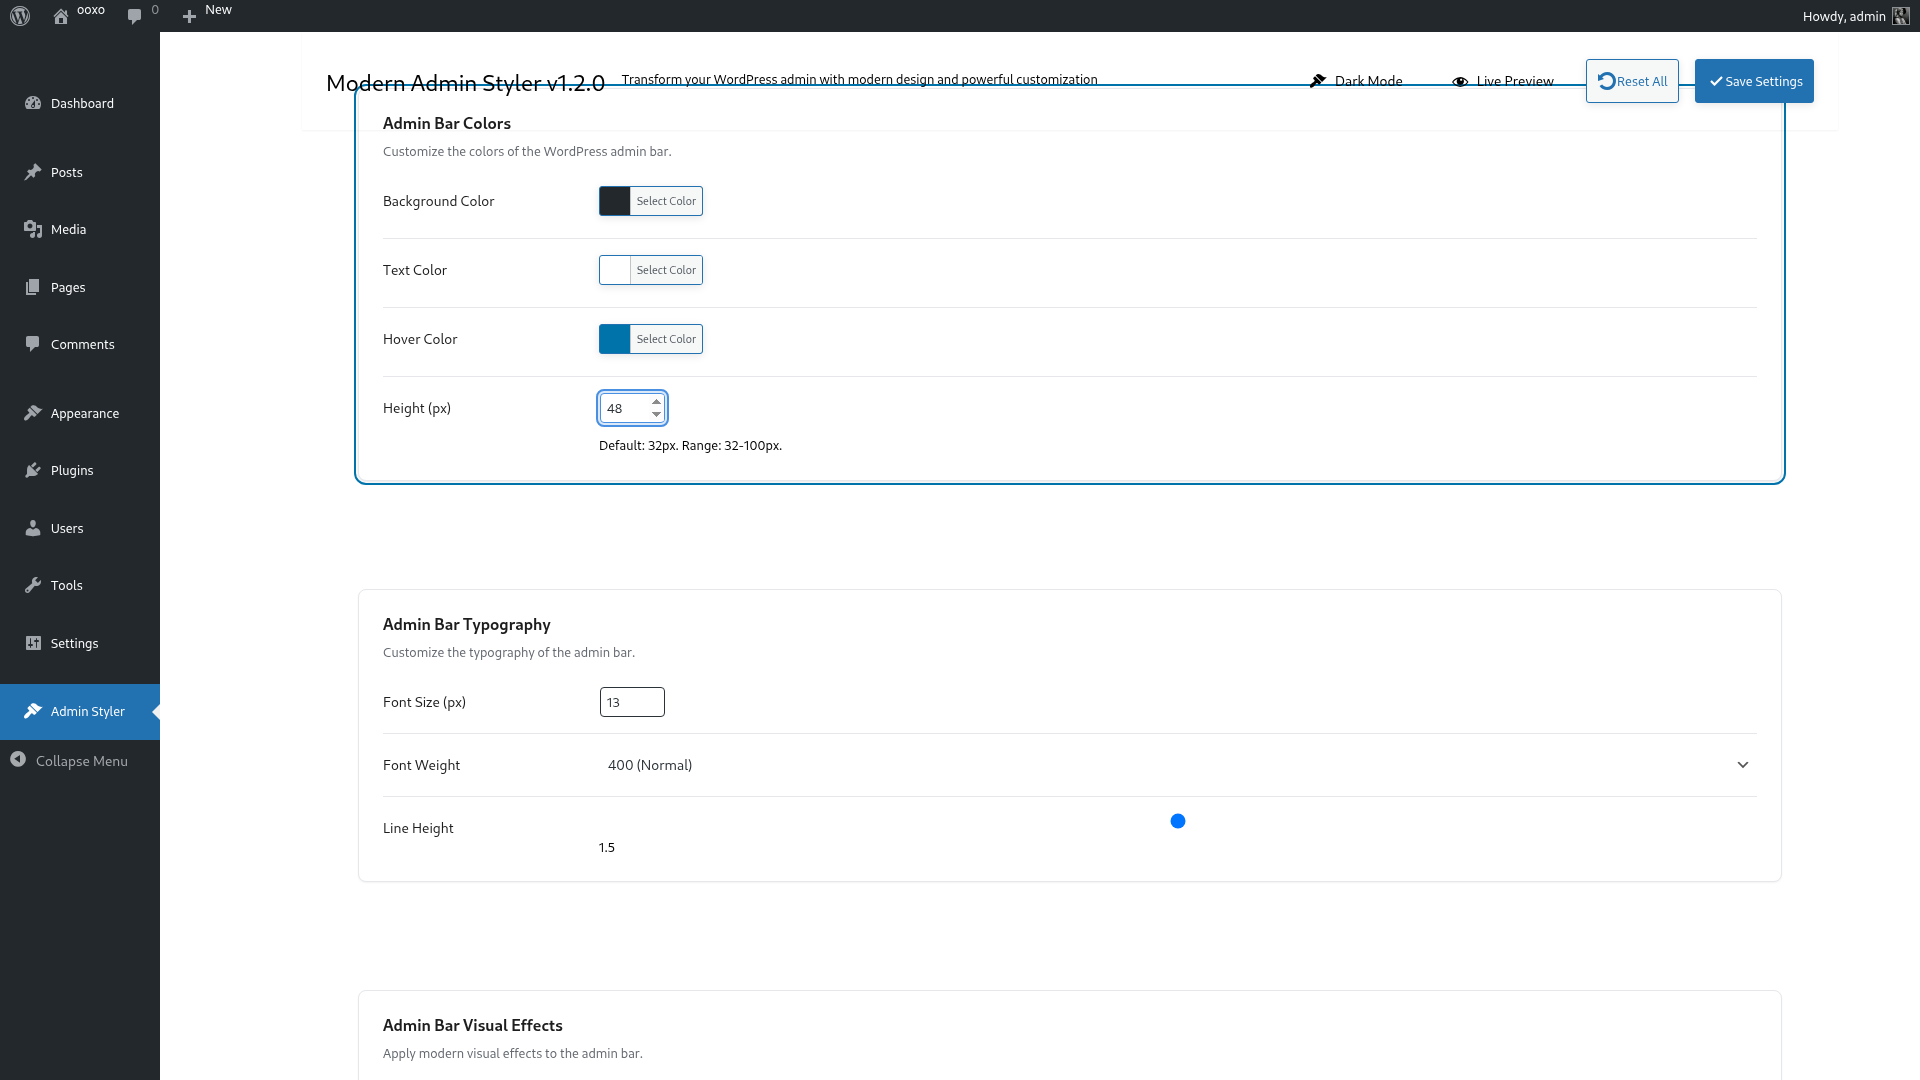 ooxo 0 New Howdy, admin
Modern Admin Styler v1.2.0 Transform your WordPress admin with modern design and powerful customization Dark Mode Live Preview Reset All Save Settings
Dashboard
Posts
Media
Pages
Comments
Appearance
Plugins
Users
Tools
Settings
Admin Styler
Collapse Menu
Admin Bar Colors
Customize the colors of the WordPress admin bar.
Background Color Select Color
Text Color Select Color
Hover Color Select Color
Height (px) 48
Default: 32px. Range: 32-100px.
Admin Bar Typography
Customize the typography of the admin bar.
Font Size (px) 13
Font Weight 400 (Normal)
Line Height
1.5
Admin Bar Visual Effects
Apply modern visual effects to the admin bar.